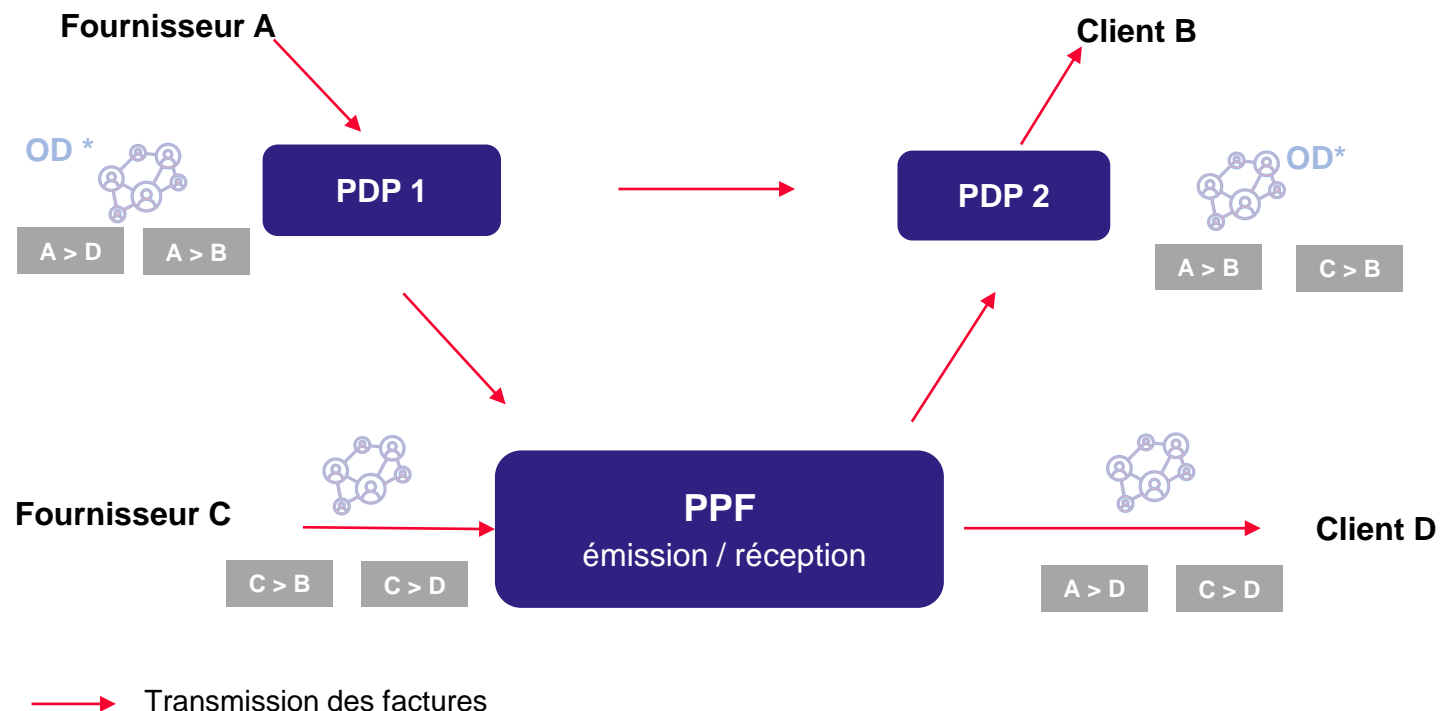 Fournisseur A
Client B
OD *
PDP 1
PDP 2
OD*
A > D
A > B
A > B
C > B
Fournisseur C
PPF
émission / réception
Client D
C > B
C > D
A > D
C > D
Transmission des factures